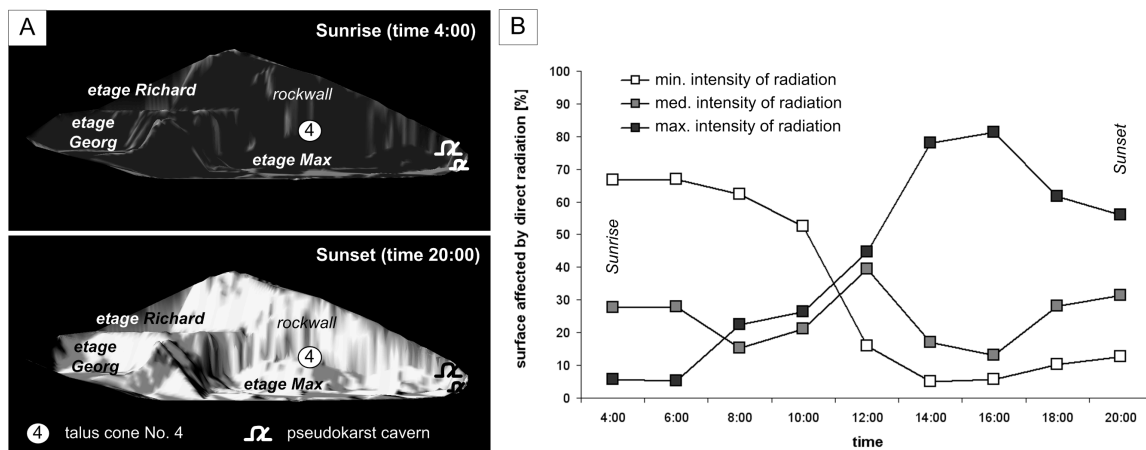 A
Sunrise (time 4:00)
etage Richard
rockwall
etage
Georg
4
etage Max
Sunset (time 20:00)
etage Richard
rockwall
etage
Georg
4
etage Max
4 talus cone No. 4
pseudokarst cavern
B
min. intensity of radiation
med. intensity of radiation
max. intensity of radiation
surface affected by direct radiation [%]
100
90
80
70
60
50
40
30
20
10
0
Sunrise
Sunset
4:00 6:00 8:00 10:00 12:00 14:00 16:00 18:00 20:00
time